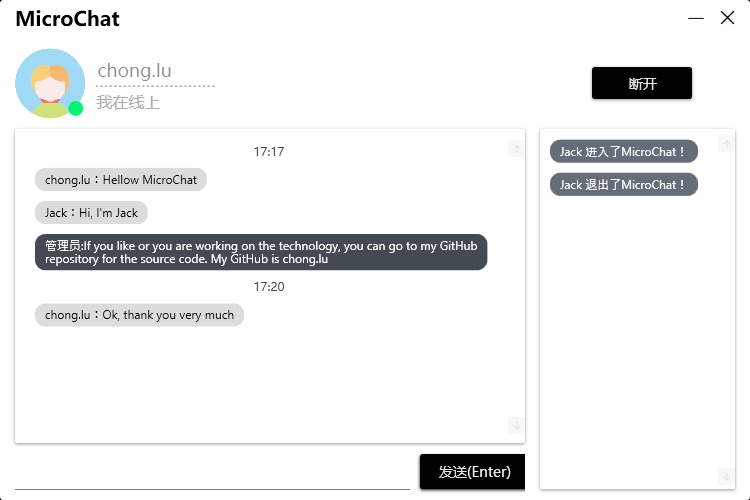 MicroChat
chong.lu
我在线上
断开
17:17
chong.lu：Hellow MicroChat
Jack：Hi, I'm Jack
管理员:If you like or you are working on the technology, you can go to my GitHub
repository for the source code. My GitHub is chong.lu
17:20
chong.lu：Ok, thank you very much
发送(Enter)
Jack 进入了MicroChat！
Jack 退出了MicroChat！